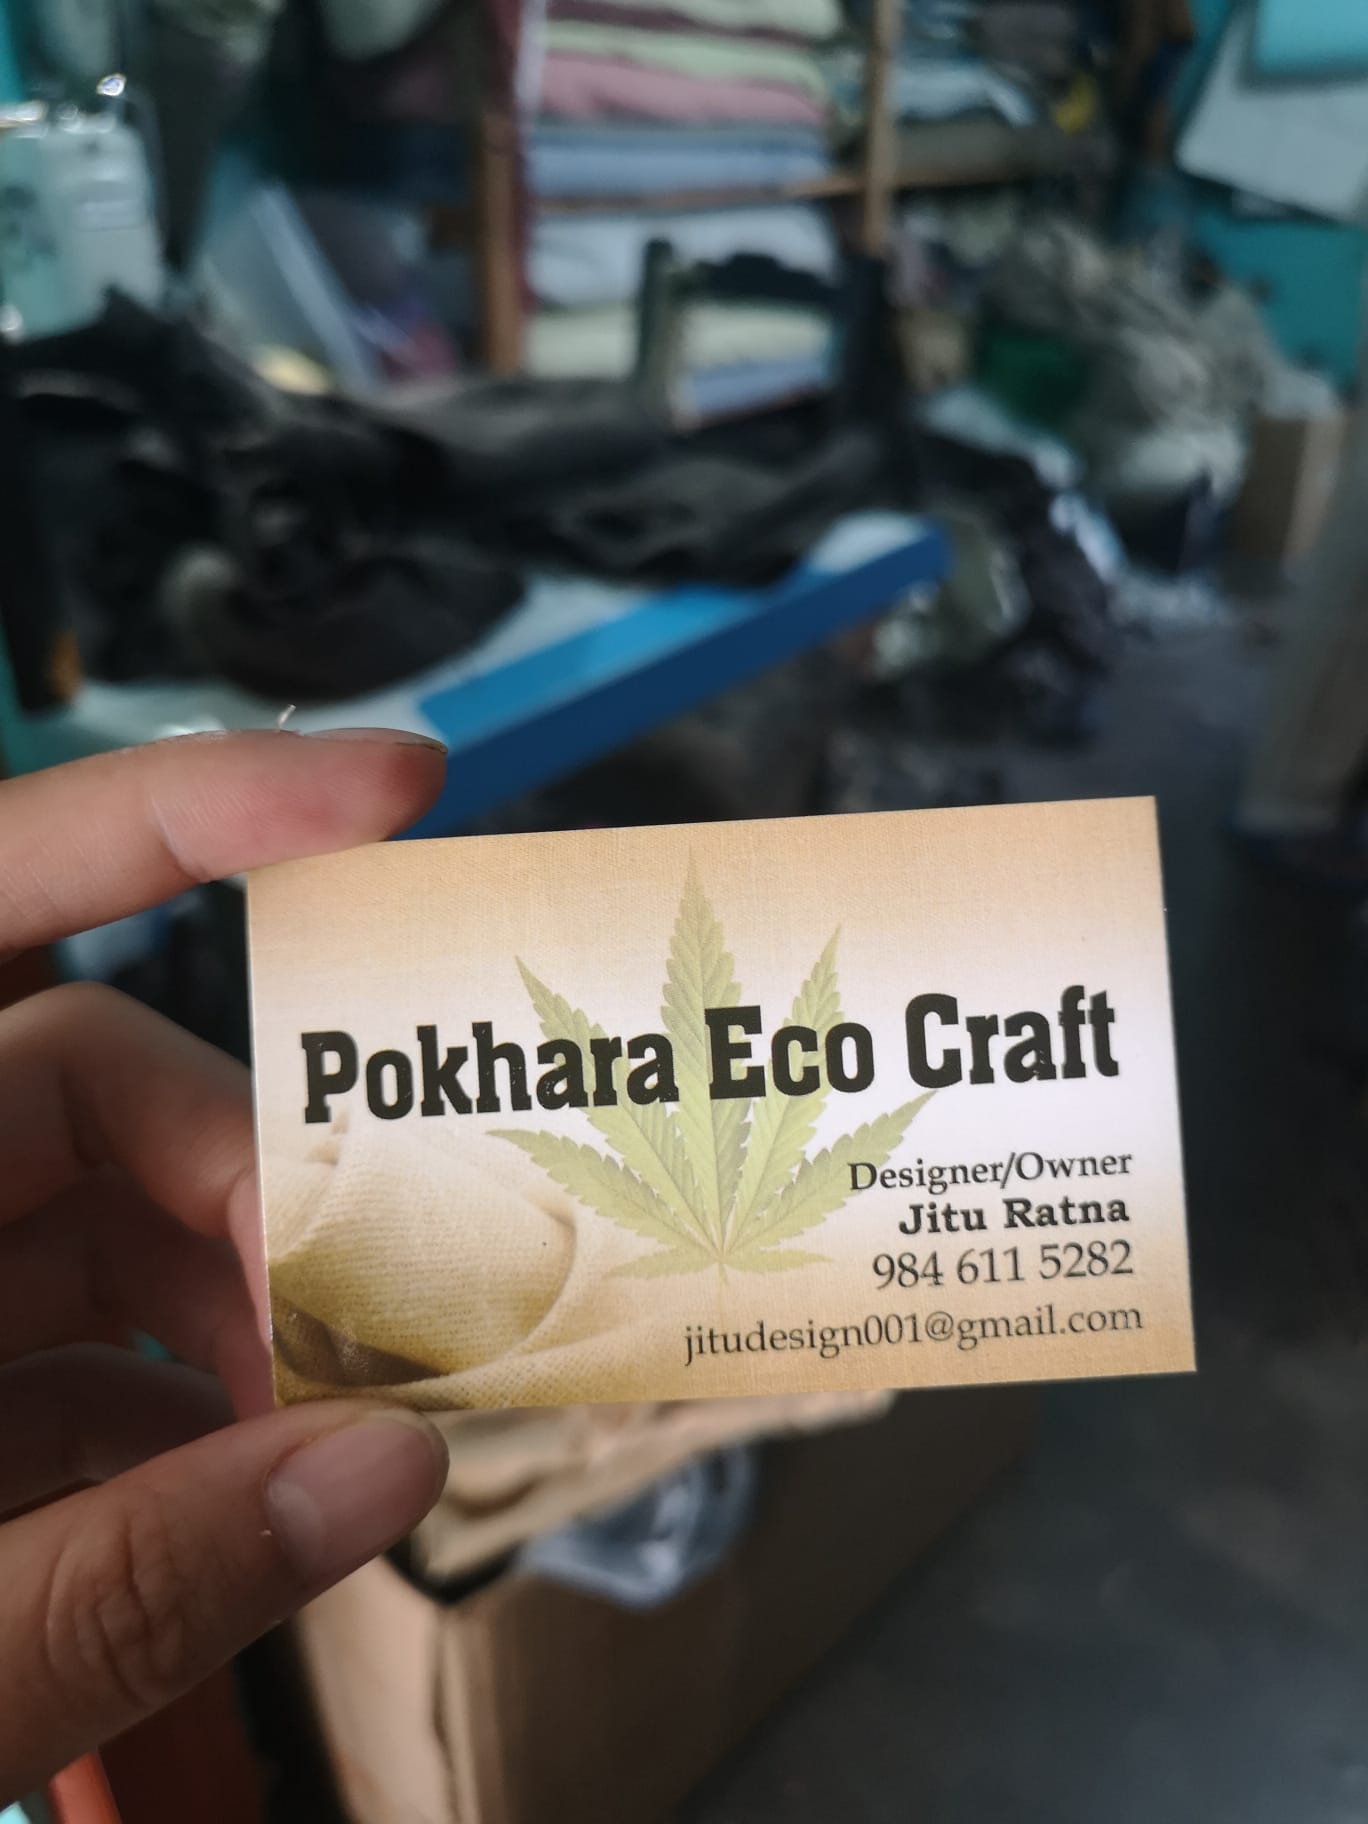 Pokhara Eco Craft
Designer/Owner
Jitu Ratna
984 611 5282
jitudesign001@gmail.com